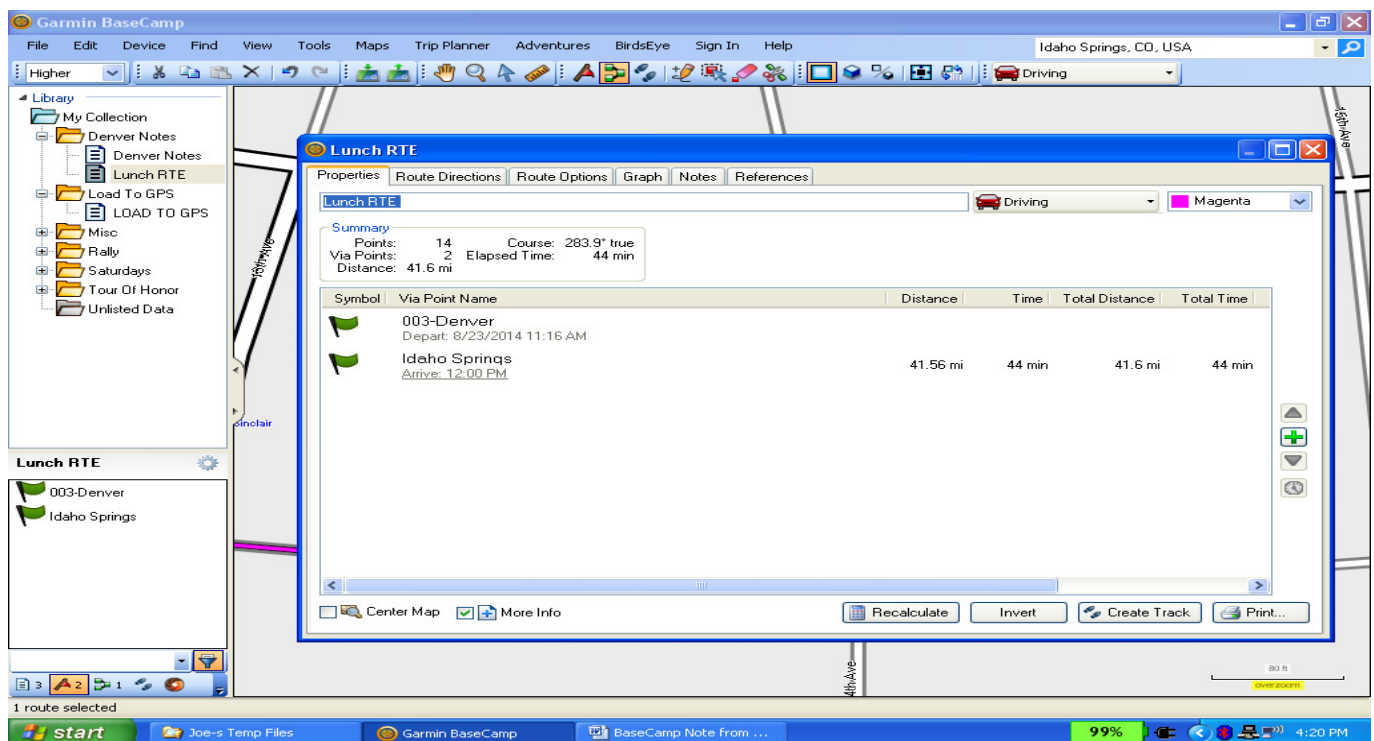 Garmin BaseCamp
File Edit Device Find View Tools Maps Trip Planner Adventures BirdsEye Sign In Help Idaho Springs, CO, USA
Higher Driving
Library
My Collection
Denver Notes
Denver Notes
Lunch RTE
Load To GPS
LOAD TO GPS
Misc
Rally
Saturdays
Tour Of Honor
Unlisted Data
Lunch RTE
003-Denver
Idaho Springs
3 2 1
1 route selected
16th Ave
16th Ave
Sinclair
Lunch RTE
Properties Route Directions Route Options Graph Notes References
Lunch RTE Driving Magenta
Summary
Points: 14 Course: 283.9° true
Via Points: 2 Elapsed Time: 44 min
Distance: 41.6 mi
Symbol Via Point Name Distance Time Total Distance Total Time
003-Denver
Depart: 8/23/2014 11:16 AM
Idaho Springs 41.56 mi 44 min 41.6 mi 44 min
Arrive: 12:00 PM
Center Map More Info Recalculate Invert Create Track Print...
14th Ave
80 ft
overzoom
start Joe-s Temp Files Garmin BaseCamp BaseCamp Note from ... 99% 4:20 PM